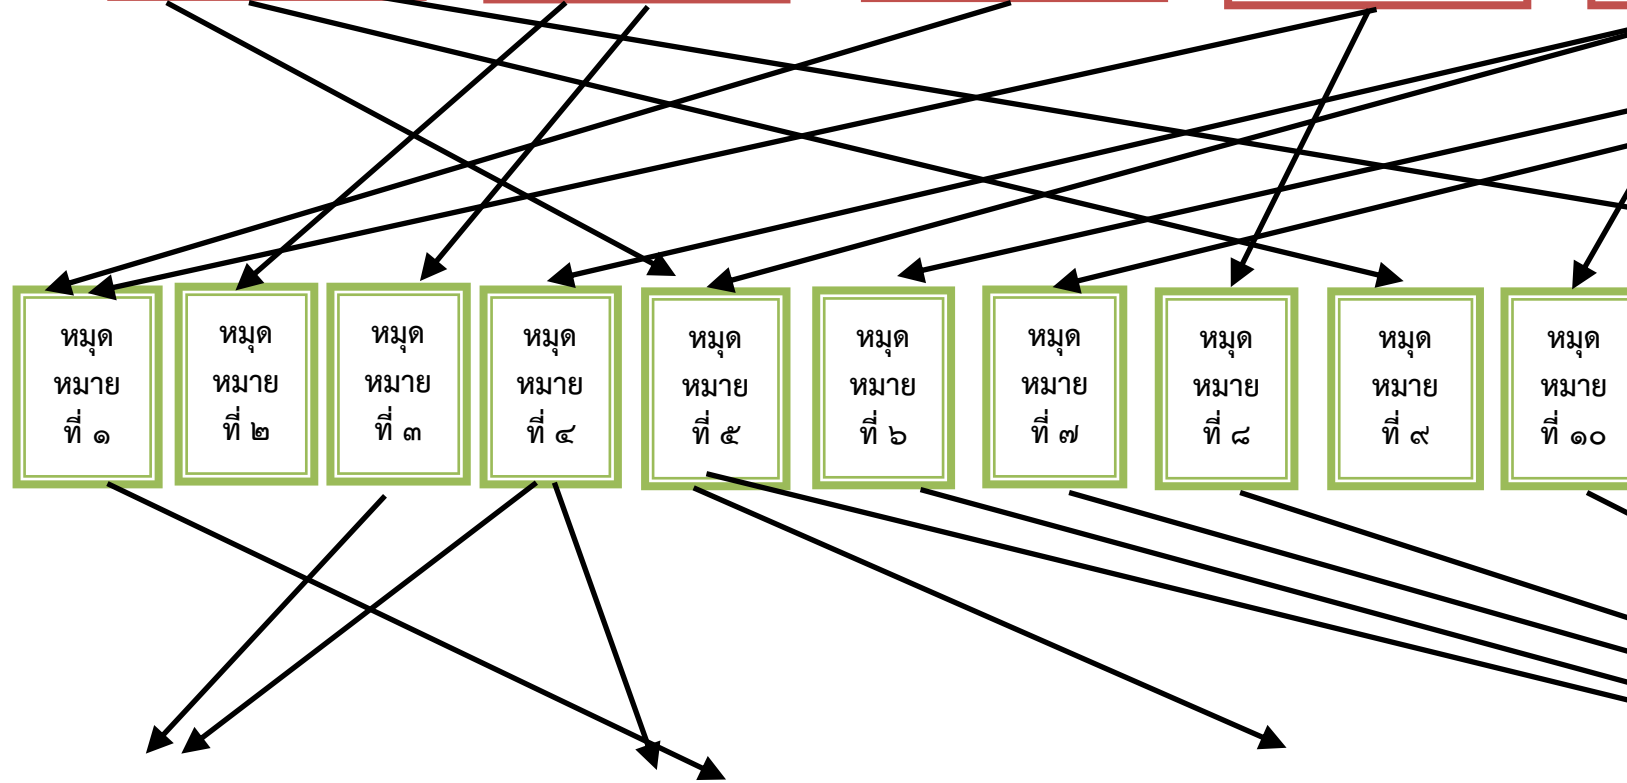 หมุด
หมาย
ที่ ๑
หมุด
หมาย
ที่ ๒
หมุด
หมาย
ที่ ๓
หมุด
หมาย
ที่ ๔
หมุด
หมาย
ที่ ๕
หมุด
หมาย
ที่ ๖
หมุด
หมาย
ที่ ๗
หมุด
หมาย
ที่ ๘
หมุด
หมาย
ที่ ๙
หมุด
หมาย
ที่ ๑๐